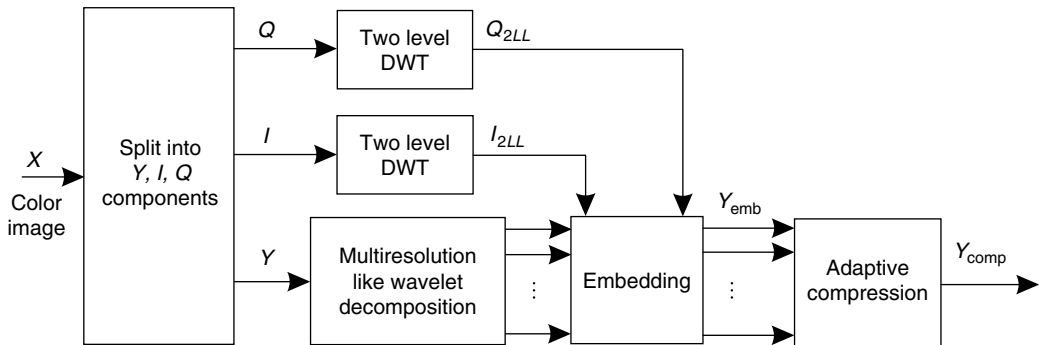 X
Color
image
Split into
Y, I, Q
components
Q
Two level
DWT
Q2LL
I
Two level
DWT
I2LL
Y
Multiresolution
like wavelet
decomposition
⋮
Embedding
Yemb
⋮
Adaptive
compression
Ycomp